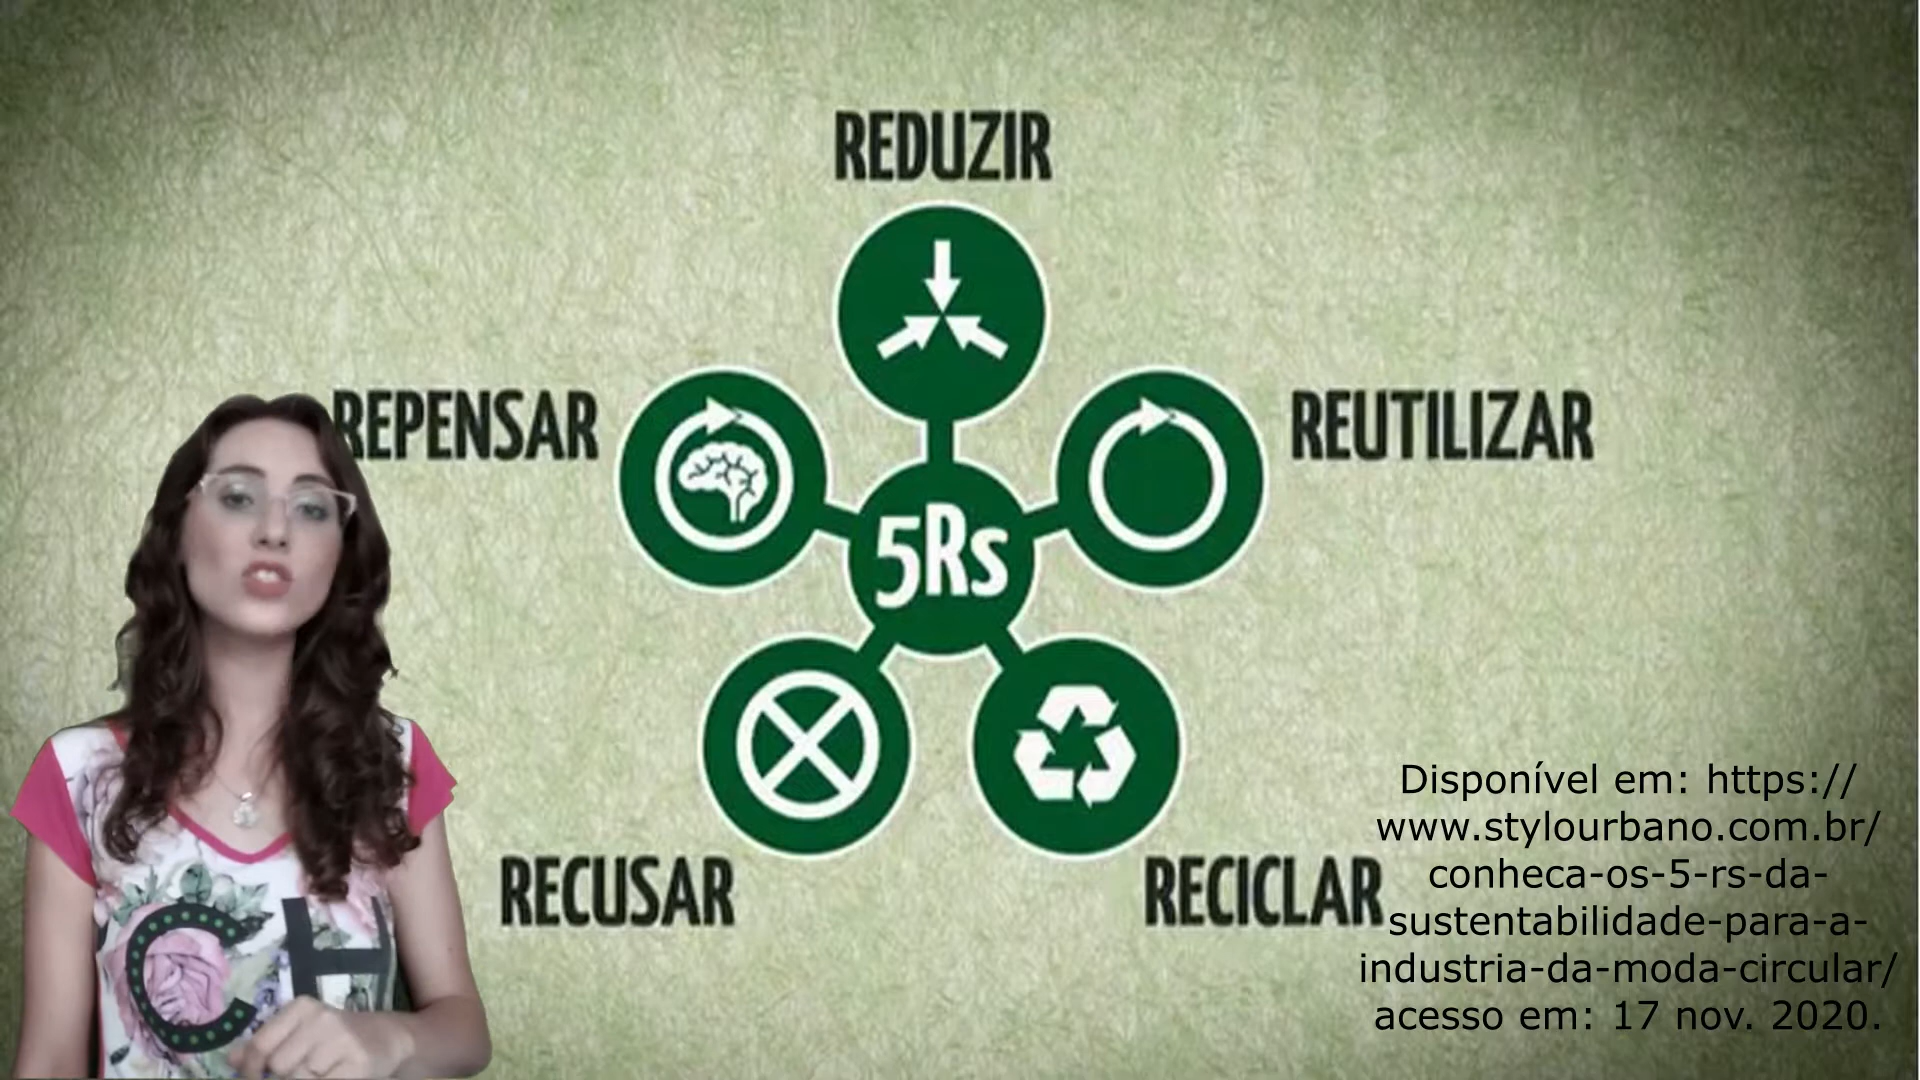 REDUZIR
REPENSAR
REUTILIZAR
5Rs
RECUSAR
RECICLAR
Disponível em: https://
www.stylourbano.com.br/
conheca-os-5-rs-da-
sustentabilidade-para-a-
industria-da-moda-circular/
acesso em: 17 nov. 2020.
CH